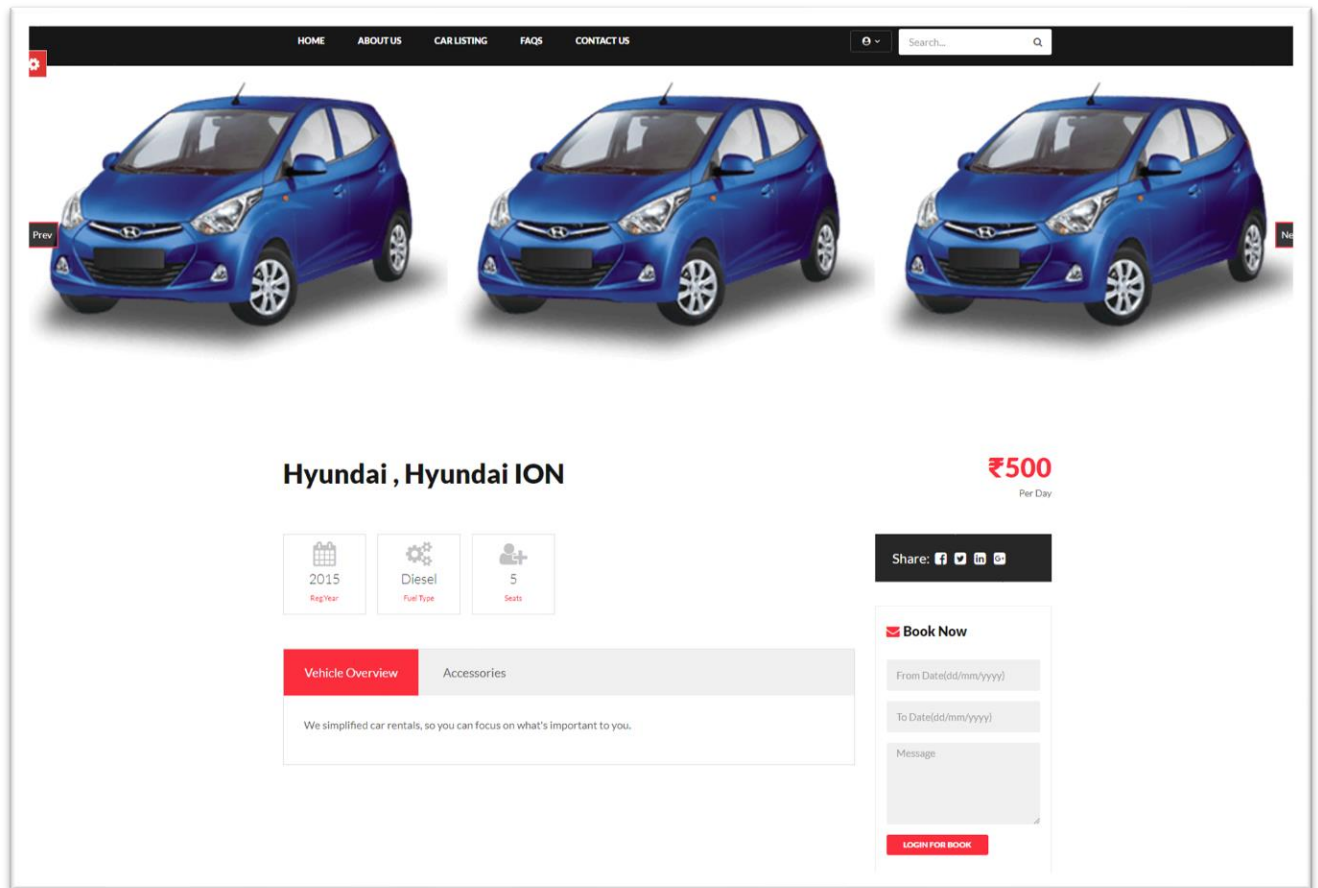 HOME ABOUT US CAR LISTING FAQS CONTACT US Search...
Prev
Hyundai , Hyundai ION
₹500
Per Day
2015 Diesel 5
Reg.Year Fuel Type Seats
Share:
Book Now
Vehicle Overview Accessories
From Date(dd/mm/yyyy)
We simplified car rentals, so you can focus on what's important to you.
To Date(dd/mm/yyyy)
Message
LOGIN FOR BOOK